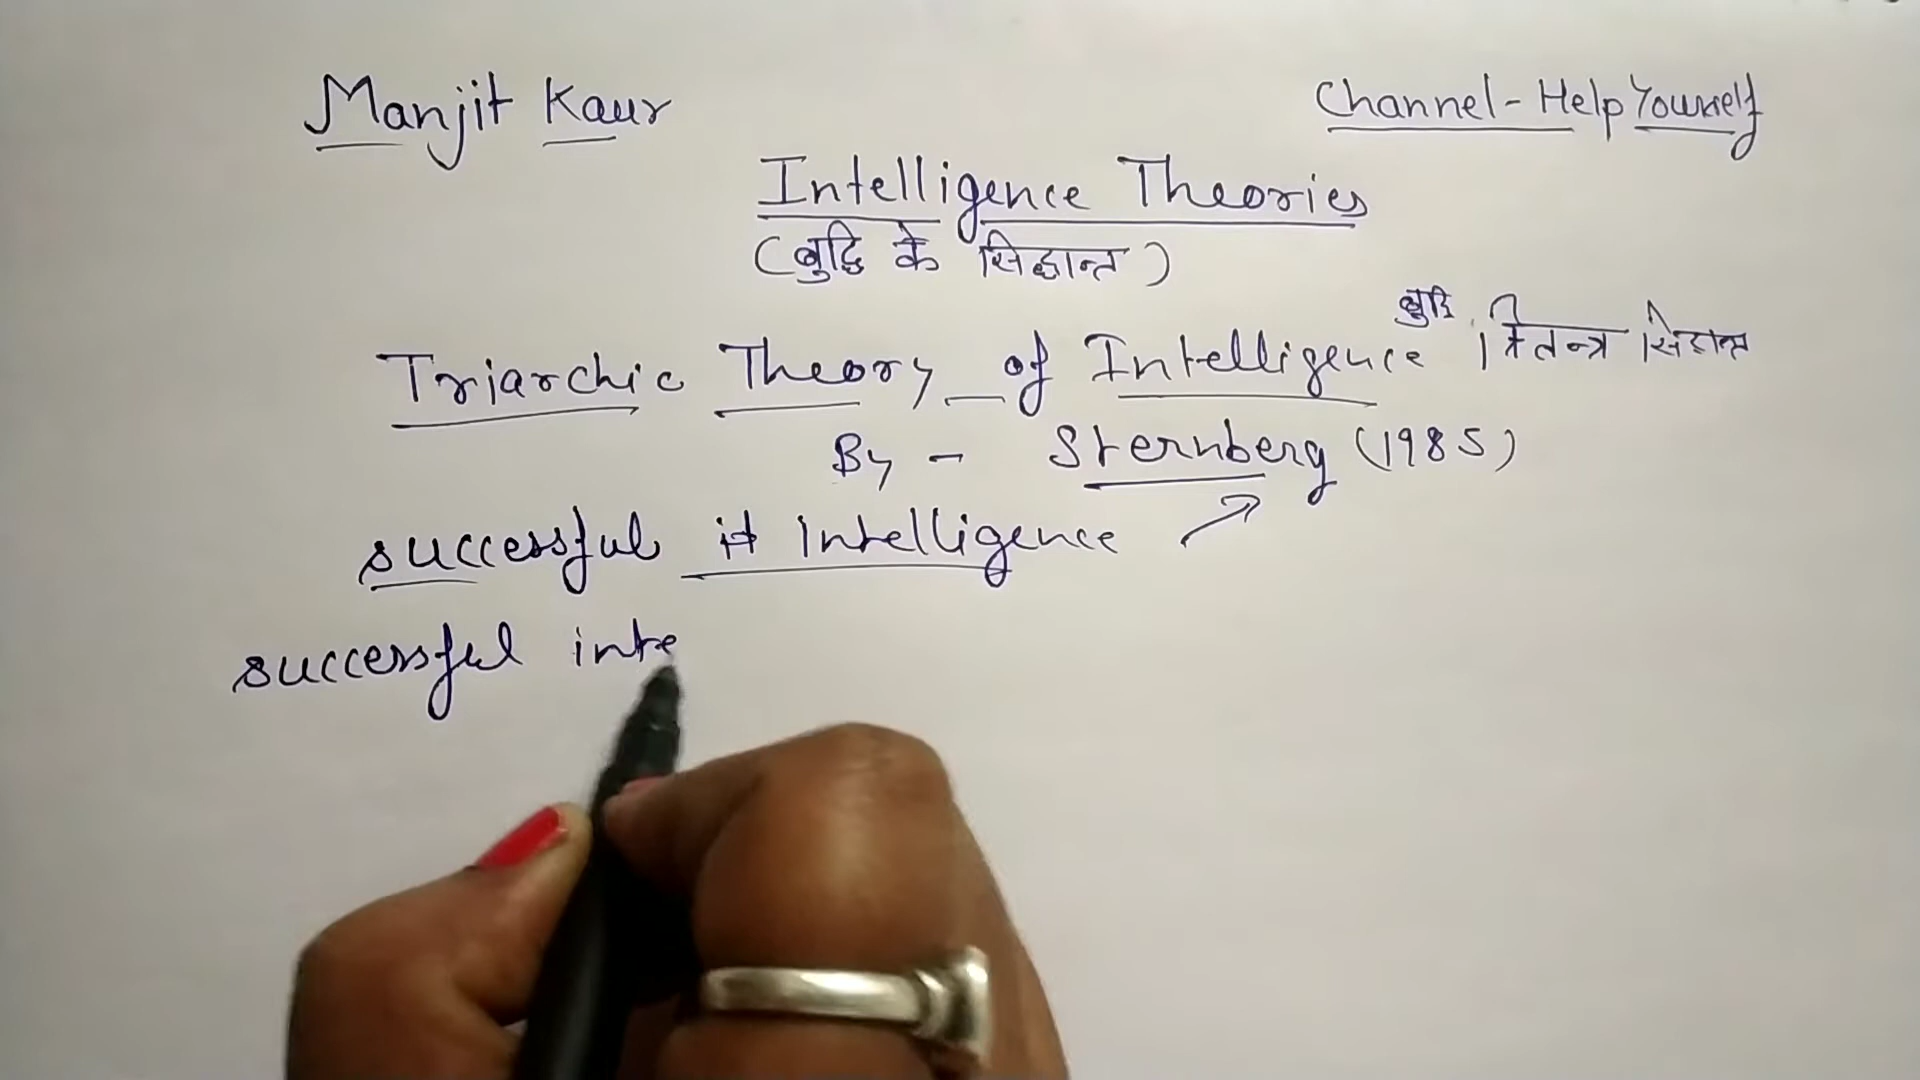 Manjit Kaur
Channel - Help Yourself
Intelligence Theories
(बुद्धि के सिद्धान्त)
Triarchic Theory of Intelligence बुद्धि त्रितन्त्र सिद्धान्त
By - Sternberg (1985)
successful it Intelligence
successful inte